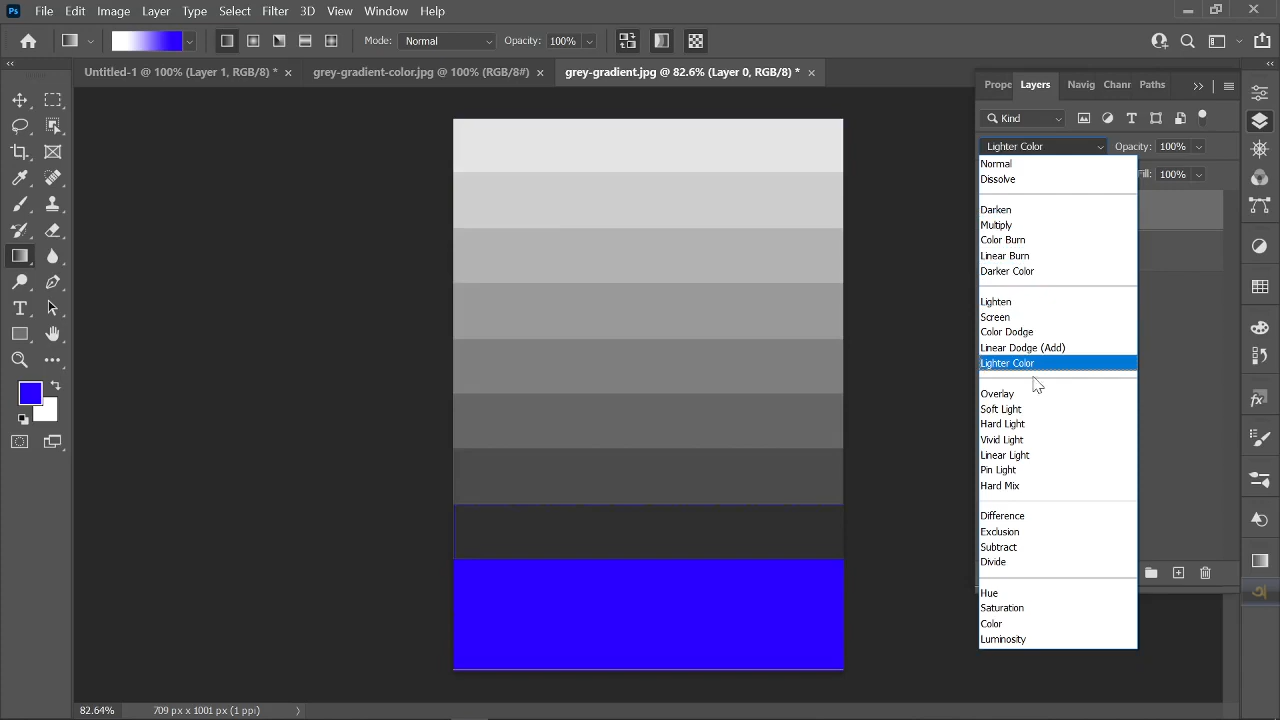 Ps File Edit Image Layer Type Select Filter 3D View Window Help
Mode: Normal Opacity: 100%
Untitled-1 @ 100% (Layer 1, RGB/8) * × grey-gradient-color.jpg @ 100% (RGB/8#) × grey-gradient.jpg @ 82.6% (Layer 0, RGB/8) * ×
Prope Layers Navig Chanr Paths
Kind
Lighter Color Opacity: 100%
Normal
Fill: 100%
Dissolve
Darken
Multiply
Color Burn
Linear Burn
Darker Color
Lighten
Screen
Color Dodge
Linear Dodge (Add)
Lighter Color
Overlay
Soft Light
Hard Light
Vivid Light
Linear Light
Pin Light
Hard Mix
Difference
Exclusion
Subtract
Divide
Hue
Saturation
Color
Luminosity
82.64% 709 px x 1001 px (1 ppi)